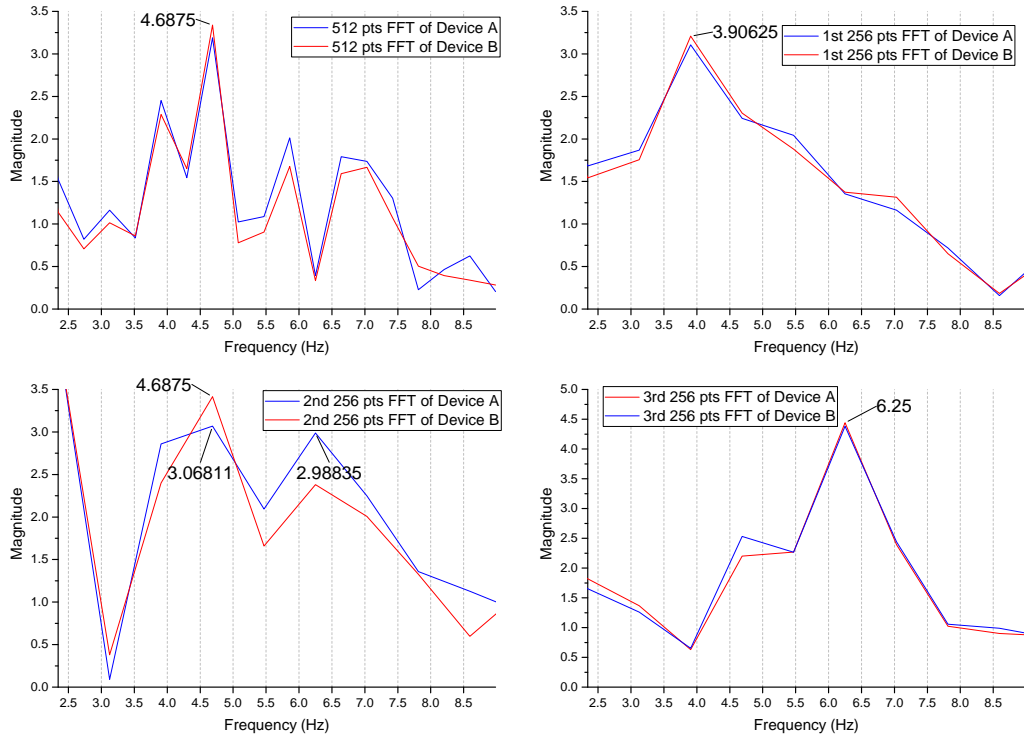 4.6875
512 pts FFT of Device A
512 pts FFT of Device B
3.5
3.0
2.5
2.0
1.5
1.0
0.5
0.0
Magnitude
2.5 3.0 3.5 4.0 4.5 5.0 5.5 6.0 6.5 7.0 7.5 8.0 8.5
Frequency (Hz)
3.90625
1st 256 pts FFT of Device A
1st 256 pts FFT of Device B
3.5
3.0
2.5
2.0
1.5
1.0
0.5
0.0
Magnitude
2.5 3.0 3.5 4.0 4.5 5.0 5.5 6.0 6.5 7.0 7.5 8.0 8.5
Frequency (Hz)
4.6875
2nd 256 pts FFT of Device A
2nd 256 pts FFT of Device B
3.06811
2.98835
3.5
3.0
2.5
2.0
1.5
1.0
0.5
0.0
Magnitude
2.5 3.0 3.5 4.0 4.5 5.0 5.5 6.0 6.5 7.0 7.5 8.0 8.5
Frequency (Hz)
3rd 256 pts FFT of Device A
3rd 256 pts FFT of Device B
6.25
5.0
4.5
4.0
3.5
3.0
2.5
2.0
1.5
1.0
0.5
0.0
Magnitude
2.5 3.0 3.5 4.0 4.5 5.0 5.5 6.0 6.5 7.0 7.5 8.0 8.5
Frequency (Hz)